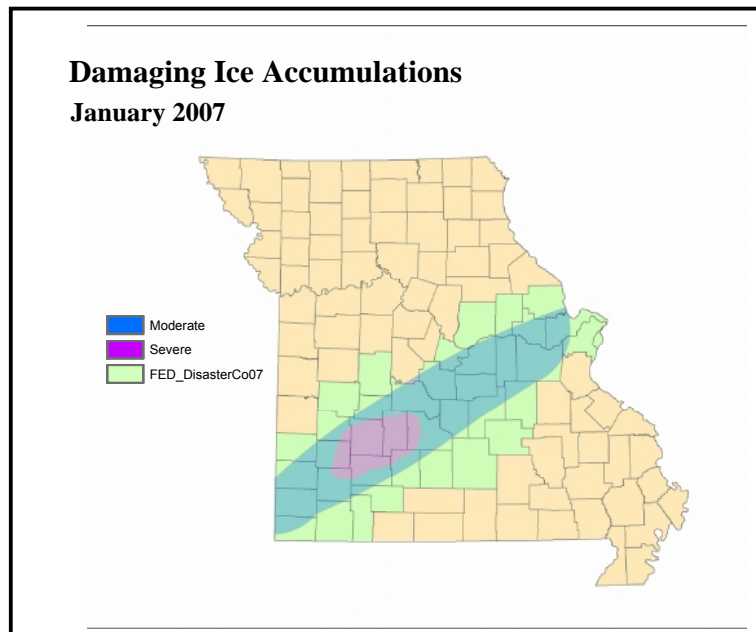 Damaging Ice Accumulations
January 2007
Moderate
Severe
FED_DisasterCo07